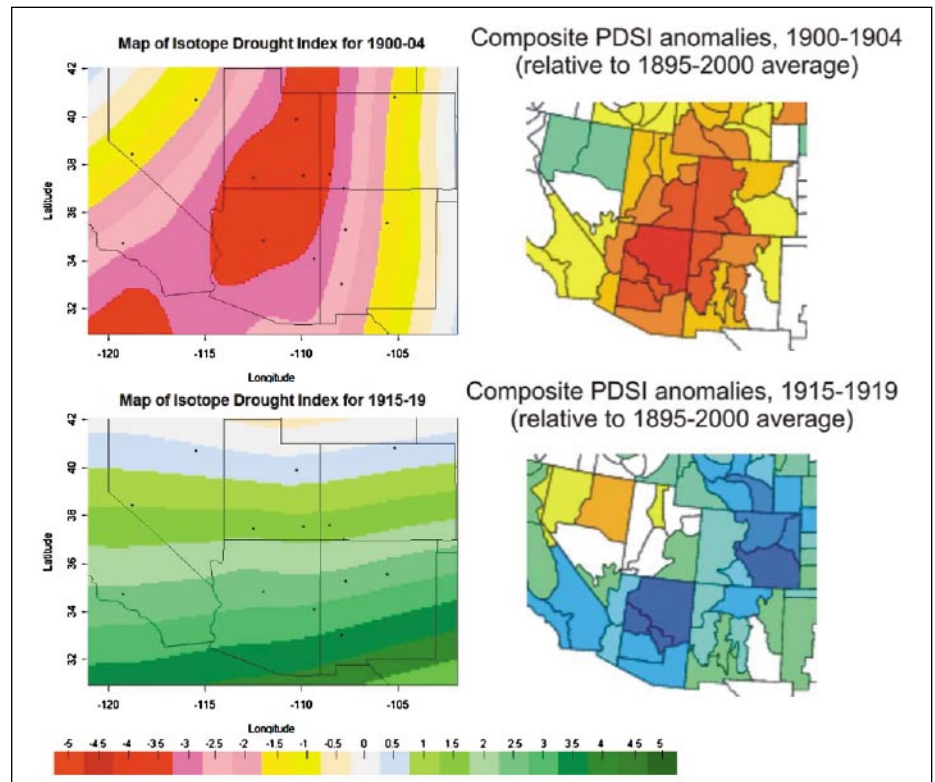 Map of Isotope Drought Index for 1900-04
Composite PDSI anomalies, 1900-1904
(relative to 1895-2000 average)
42
40
38
36
34
32
Latitude
-120 -115 -110 -105
Longitude
Map of Isotope Drought Index for 1915-19
Composite PDSI anomalies, 1915-1919
(relative to 1895-2000 average)
42
40
38
36
34
32
Latitude
-120 -115 -110 -105
Longitude
-5 -4.5 -4 -3.5 -3 -2.5 -2 -1.5 -1 -0.5 0 0.5 1 1.5 2 2.5 3 3.5 4 4.5 5